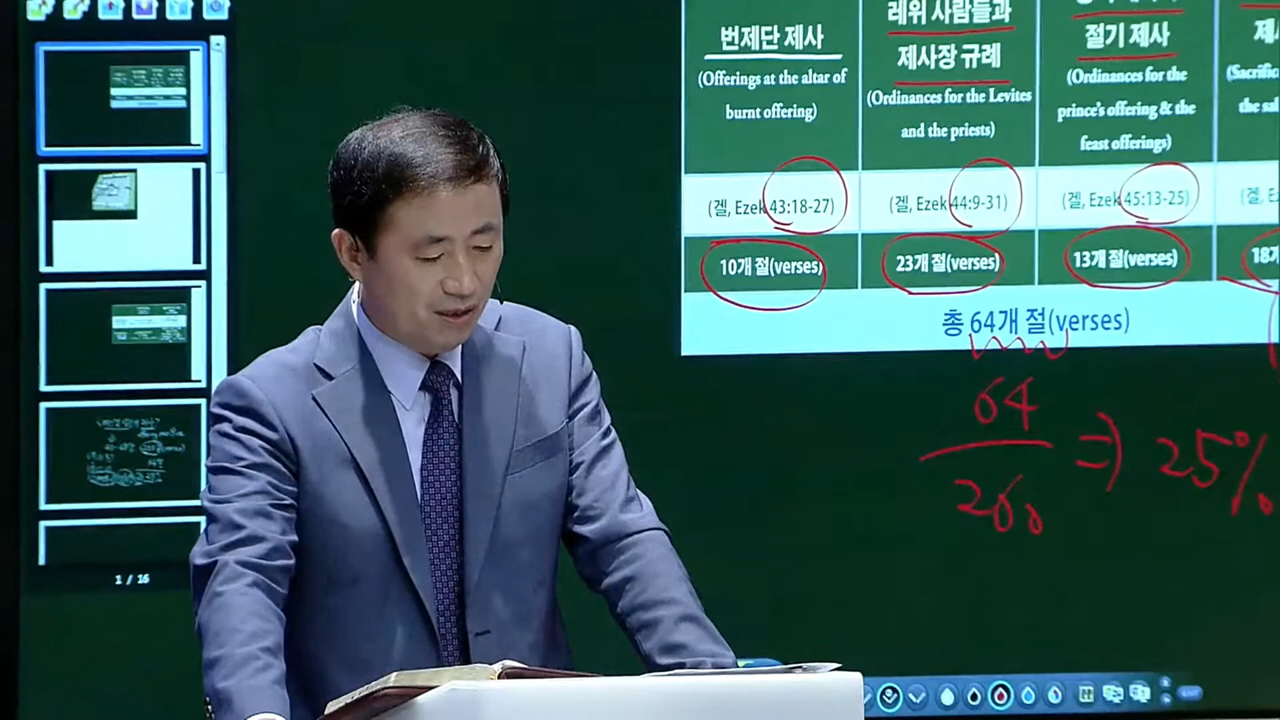 번제단 제사
(Offerings at the altar of
burnt offering)
레위 사람들과
제사장 규례
(Ordinances for the Levites
and the priests)
절기 제사
(Ordinances for the
prince's offering & the
feast offerings)
(겔, Ezek 43:18-27)
(겔, Ezek 44:9-31)
(겔, Ezek 45:13-25)
10개 절(verses)
23개 절(verses)
13개 절(verses)
총 64개 절(verses)
64
260
⇒ 25%
1 / 16